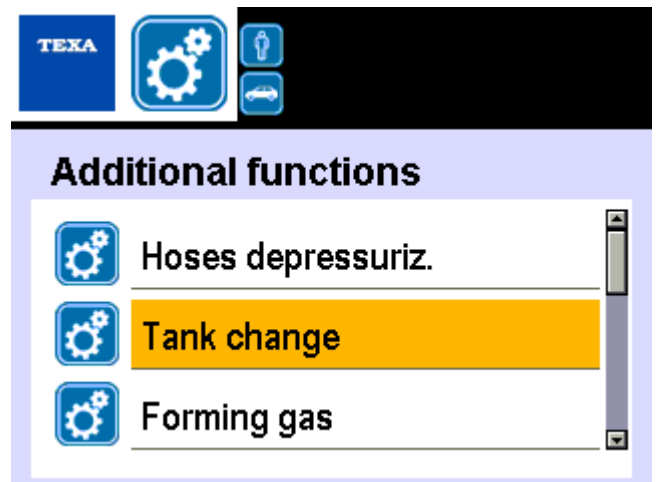 TEXA
Additional functions
Hoses depressuriz.
Tank change
Forming gas